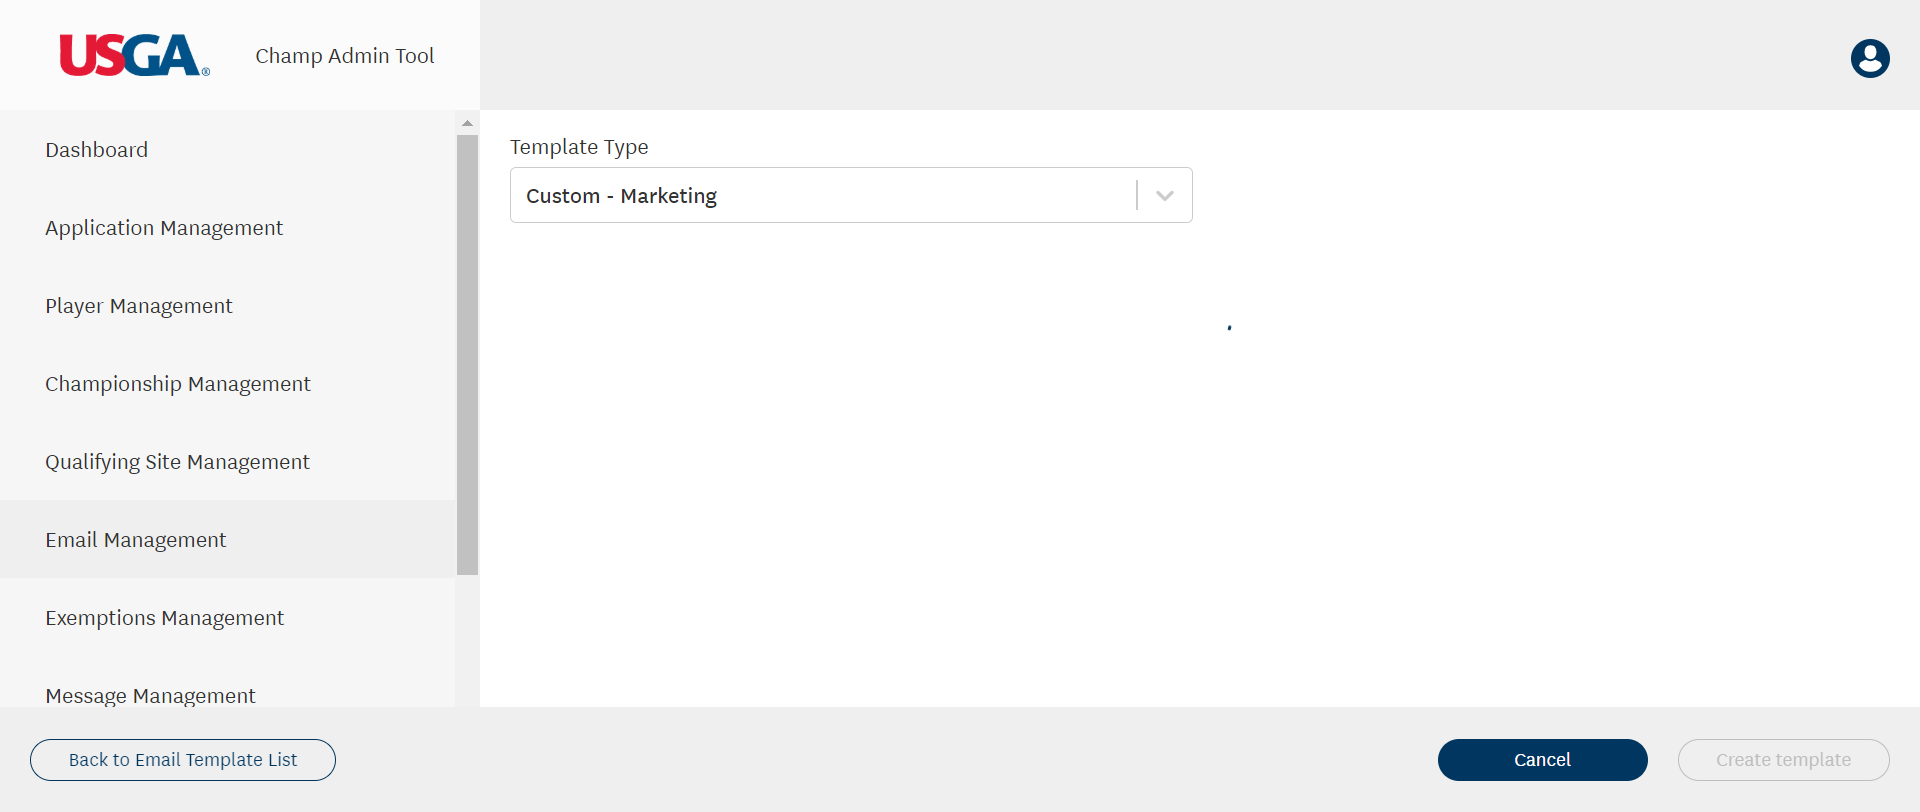 USGA®
Champ Admin Tool
Dashboard
Application Management
Player Management
Championship Management
Qualifying Site Management
Email Management
Exemptions Management
Message Management
Template Type
Custom - Marketing
Back to Email Template List
Cancel
Create template